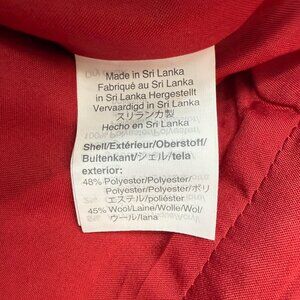 Made in Sri Lanka
Fabriqué au Sri Lanka
in Sri Lanka Hergestellt
Vervaardigd in Sri Lanka
スリランカ製
Hecho en Sri Lanka
Shell/Extérieur/Oberstoff/
Buitenkant/シェル/tela
exterior:
48% Polyester/Polyester/
Polyester/Polyester/ポリ
エステル/poliéster
45% Wool/Laine/Wolle/Wol/
ウール/lana